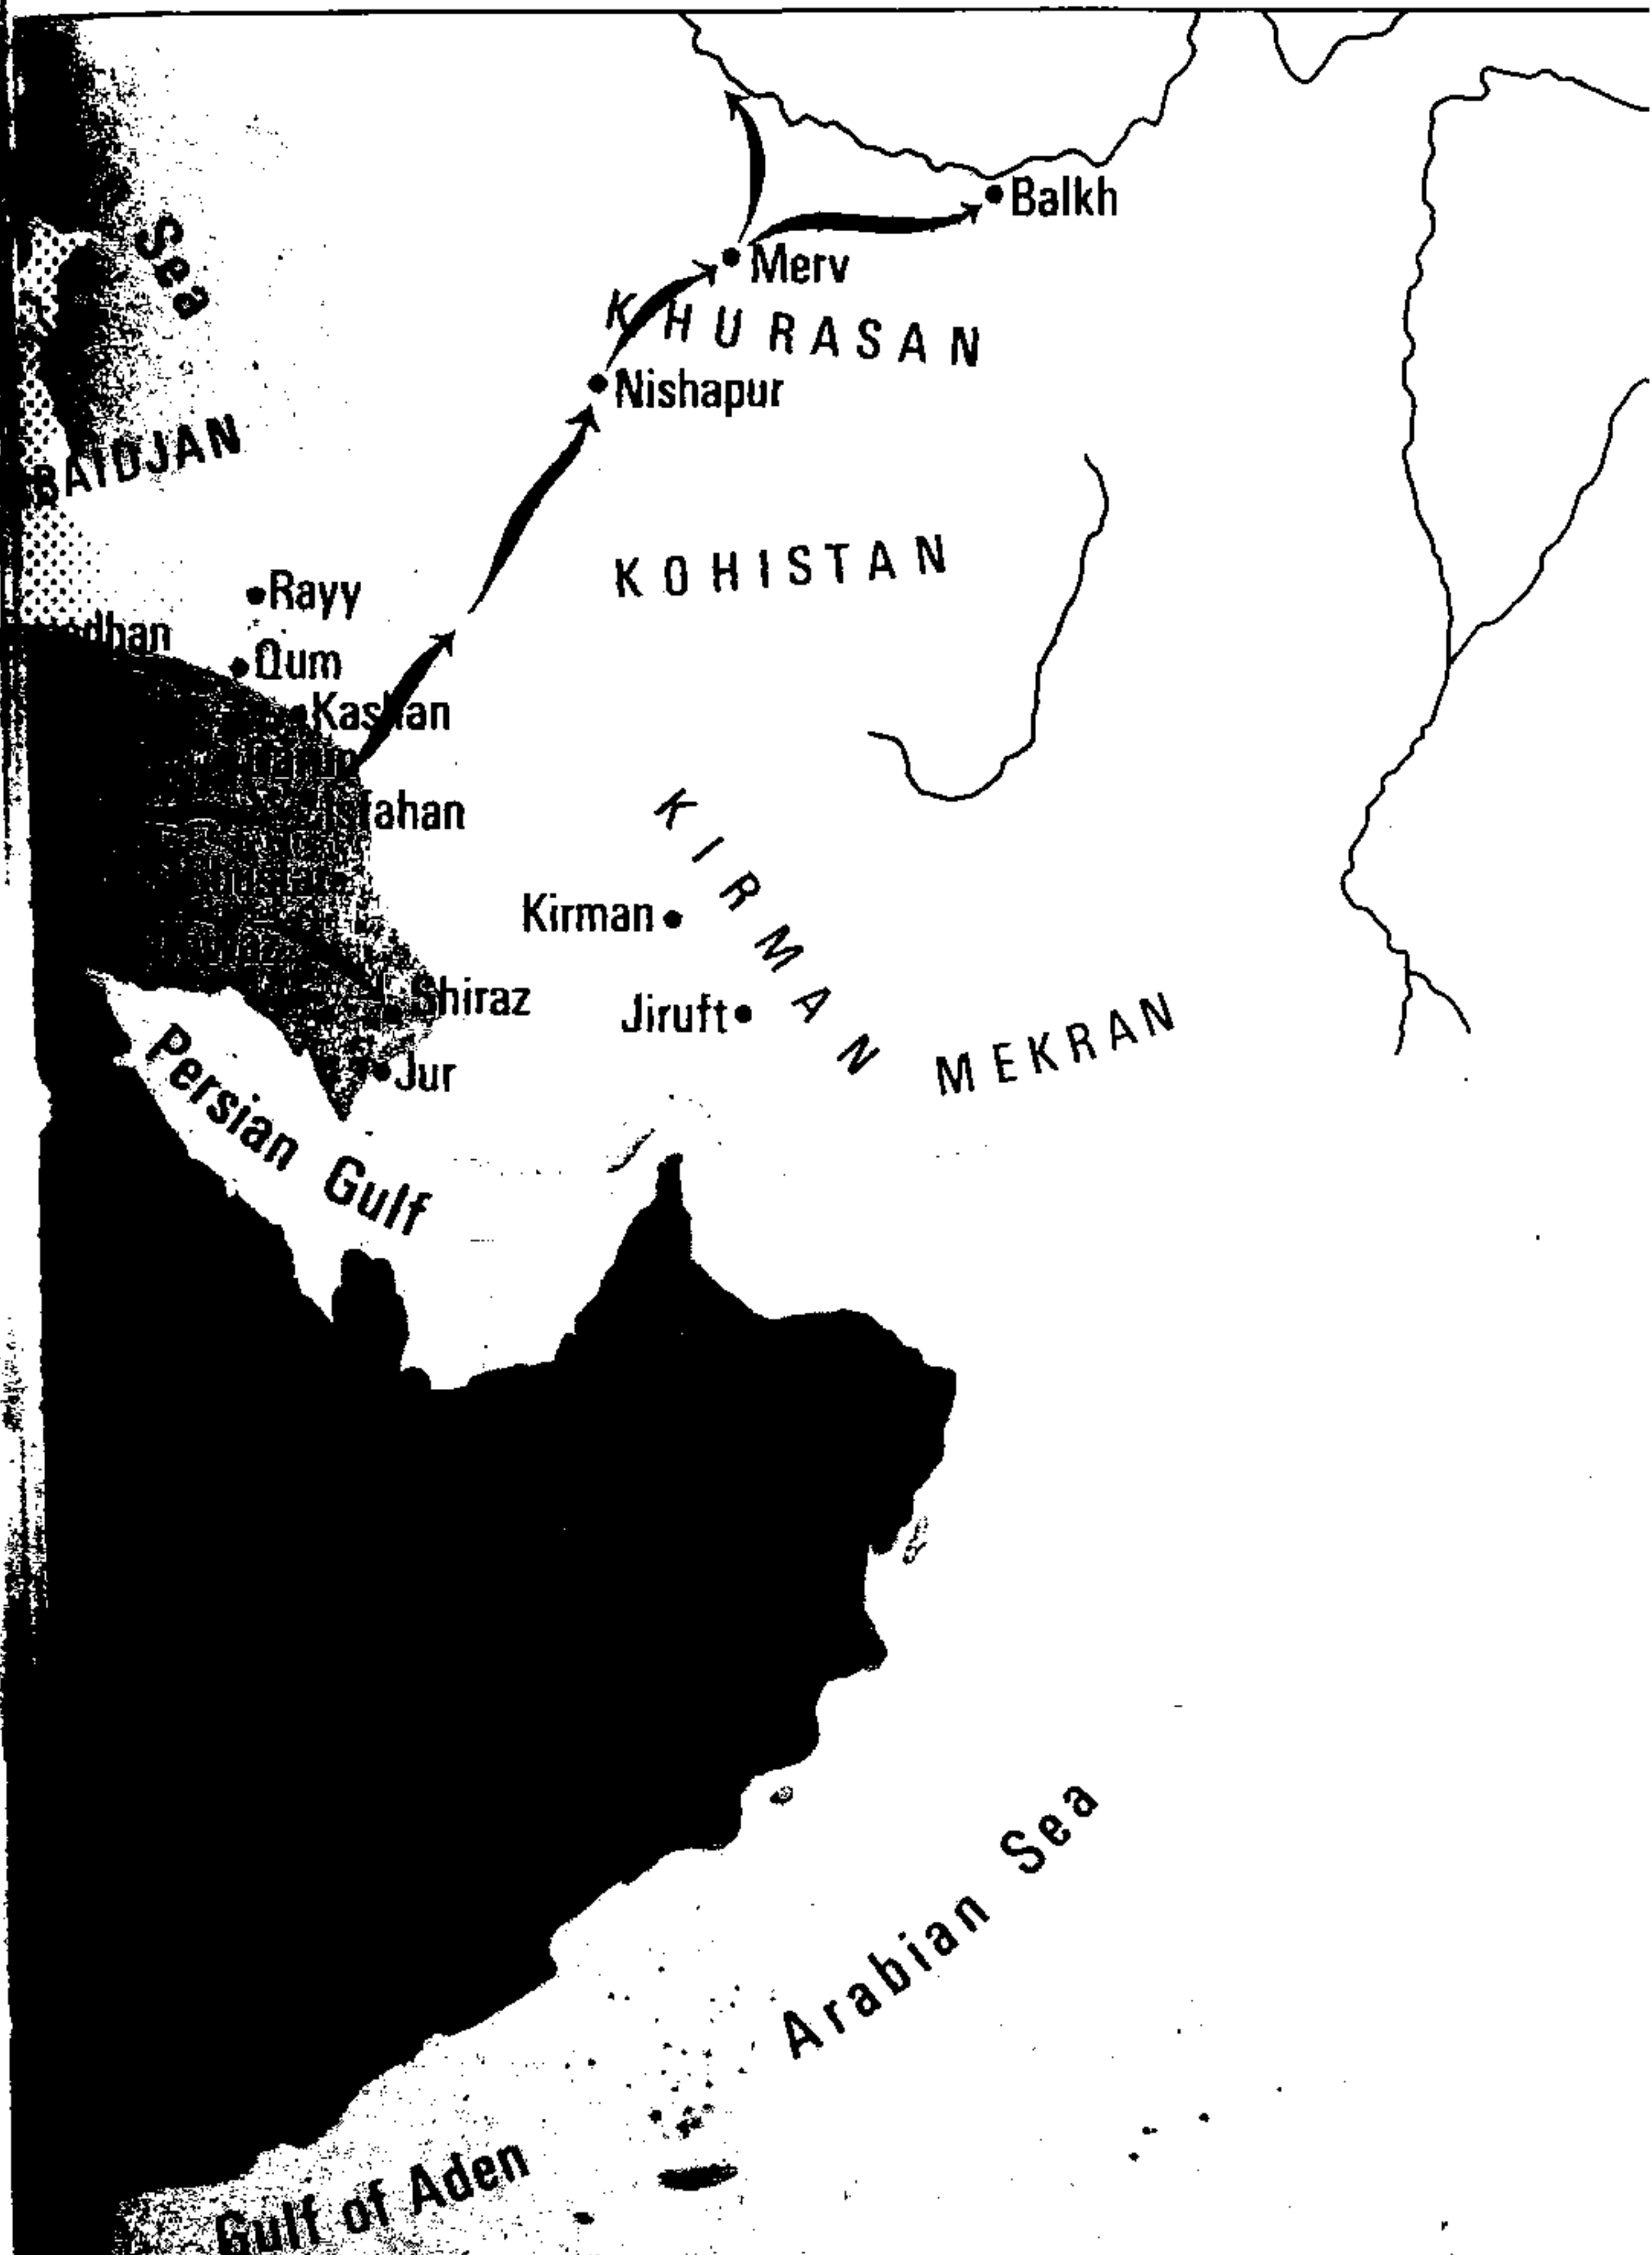 Balkh
Sea
Merv
KHURASAN
Nishapur
BAIDJAN
KOHISTAN
Rayy
dhan
Qum
Kashan
Isfahan
KIRMAN
Kirman
Shiraz
Jiruft
MEKRAN
Jur
Persian Gulf
Arabian Sea
Gulf of Aden